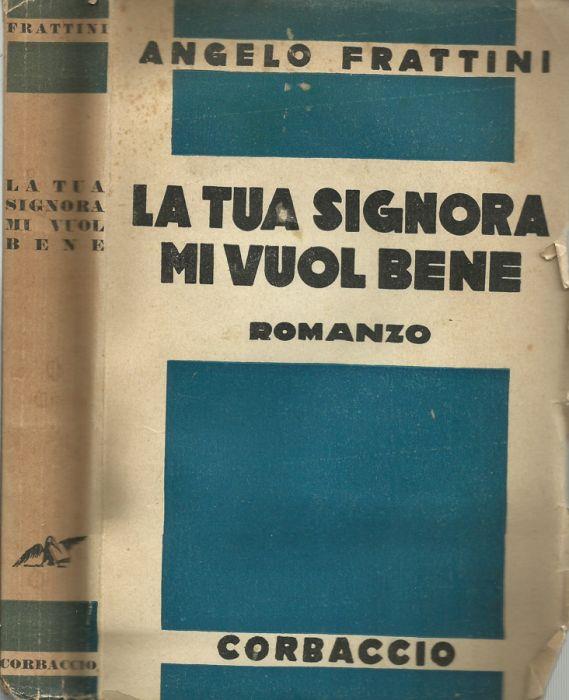 FRATTINI
LA TUA
SIGNORA
MI VUOL
BENE
CORBACCIO
ANGELO FRATTINI
LA TUA SIGNORA
MI VUOL BENE
ROMANZO
CORBACCIO